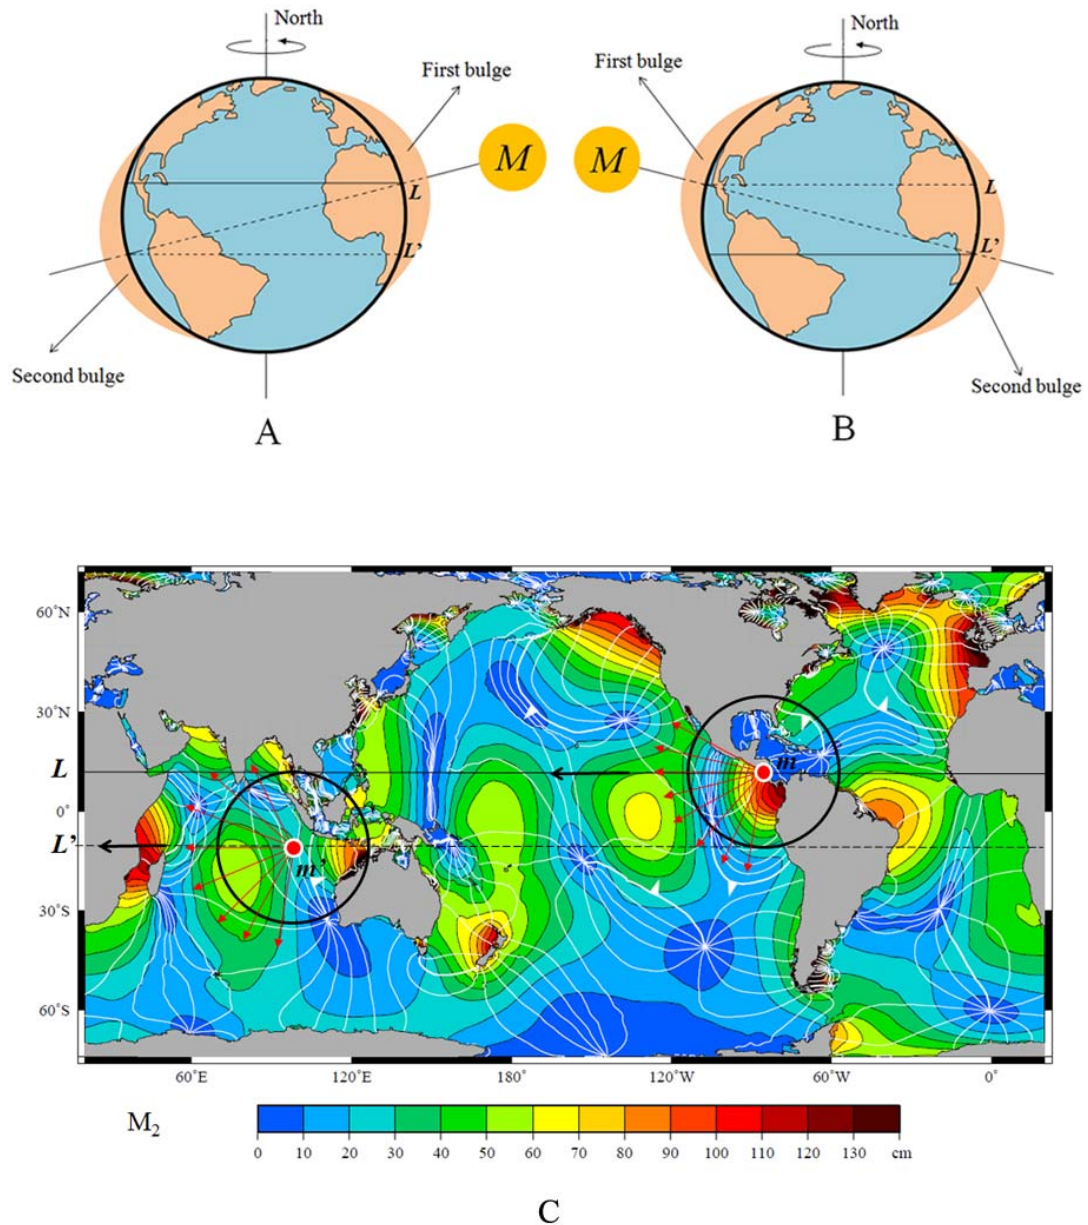 North
First bulge
M
L
L'
Second bulge
A
North
First bulge
M
L
L'
Second bulge
B
60°N
30°N
L
m
0°
L'
m'
30°S
60°S
60°E 120°E 180° 120°W 60°W 0°
M2
0 10 20 30 40 50 60 70 80 90 100 110 120 130 cm
C